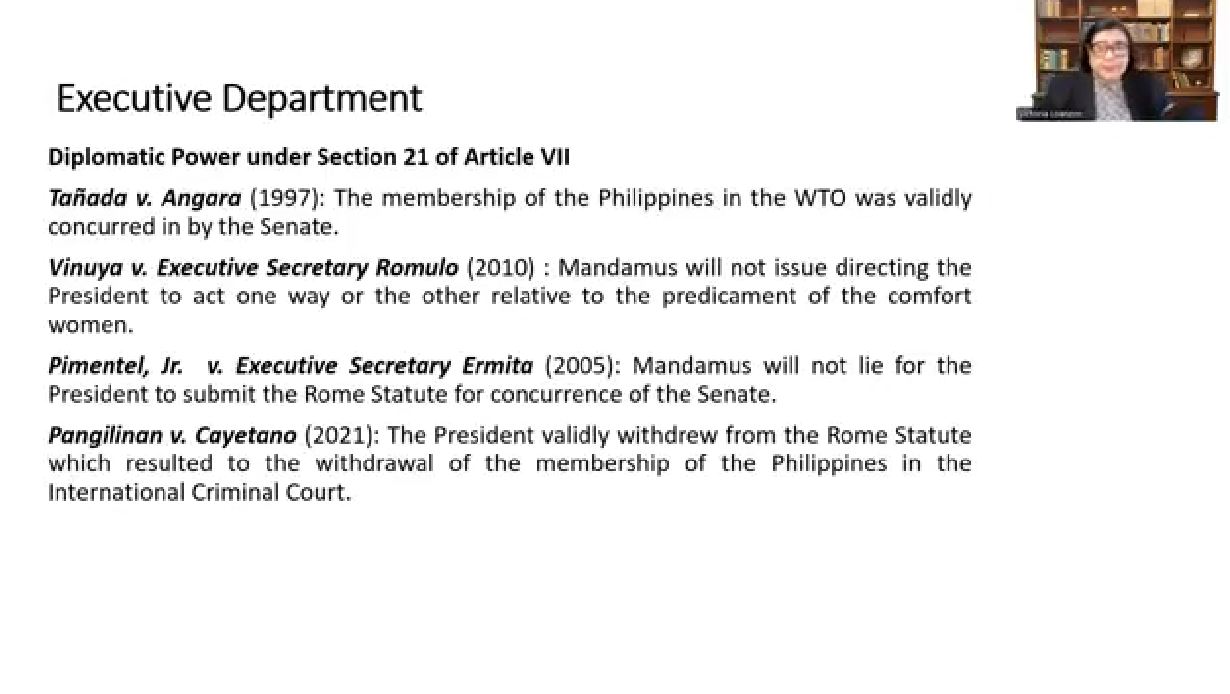 Executive Department
Diplomatic Power under Section 21 of Article VII
Tañada v. Angara (1997): The membership of the Philippines in the WTO was validly
concurred in by the Senate.
Vinuya v. Executive Secretary Romulo (2010) : Mandamus will not issue directing the
President to act one way or the other relative to the predicament of the comfort
women.
Pimentel, Jr. v. Executive Secretary Ermita (2005): Mandamus will not lie for the
President to submit the Rome Statute for concurrence of the Senate.
Pangilinan v. Cayetano (2021): The President validly withdrew from the Rome Statute
which resulted to the withdrawal of the membership of the Philippines in the
International Criminal Court.